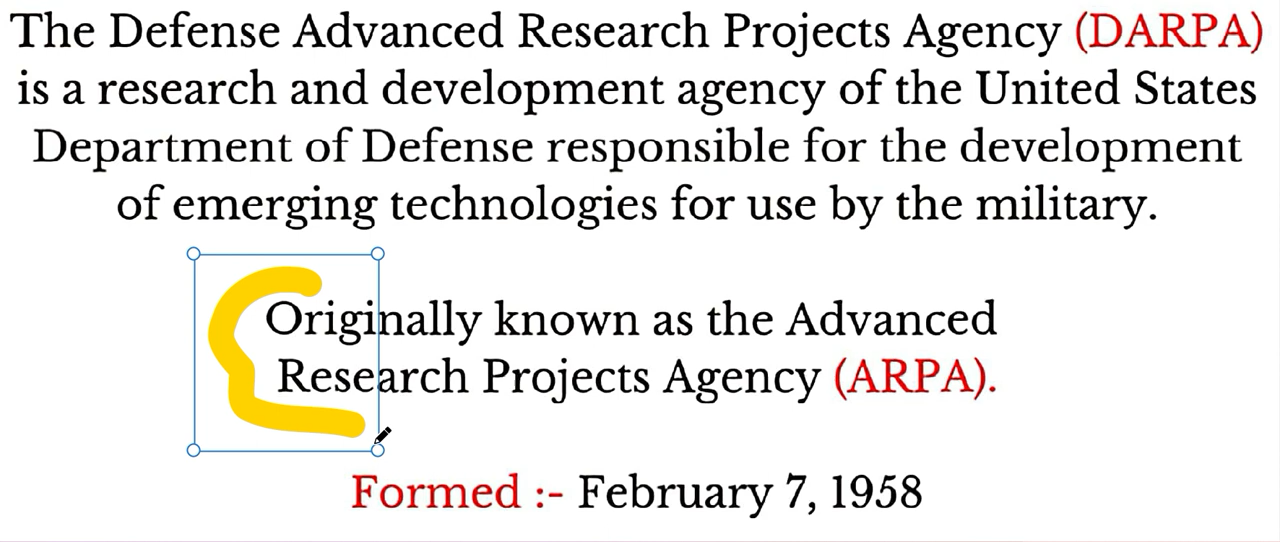 The Defense Advanced Research Projects Agency (DARPA)
is a research and development agency of the United States
Department of Defense responsible for the development
of emerging technologies for use by the military.
Originally known as the Advanced
Research Projects Agency (ARPA).
Formed :- February 7, 1958